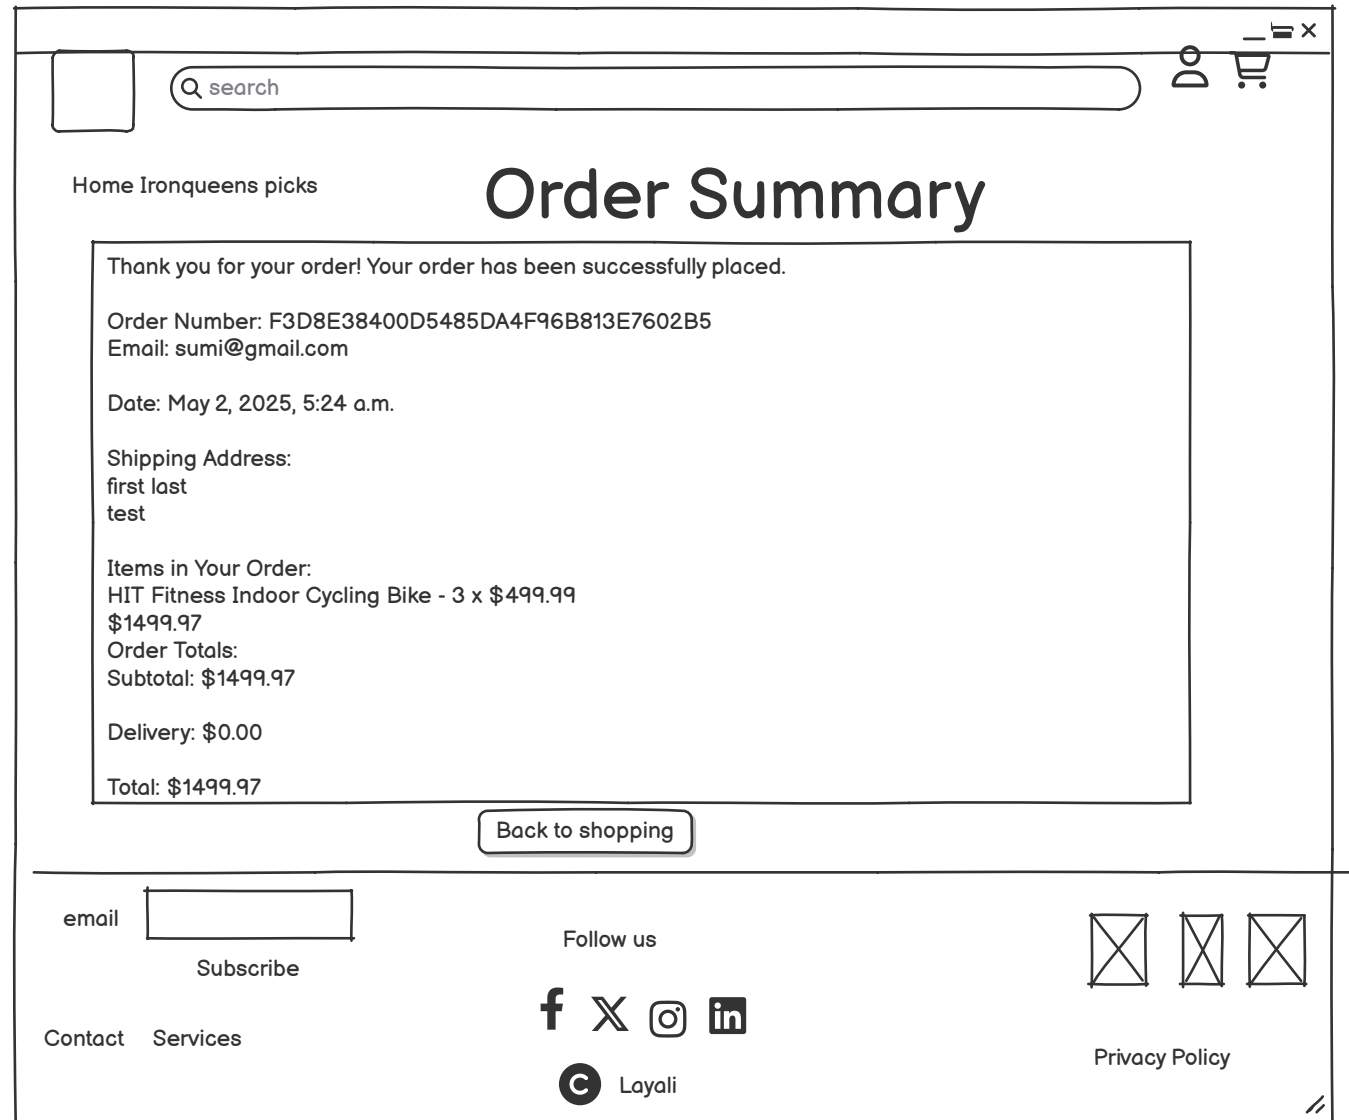 search
Home Ironqueens picks
Order Summary
Thank you for your order! Your order has been successfully placed.
Order Number: F3D8E38400D5485DA4F96B813E7602B5
Email: sumi@gmail.com
Date: May 2, 2025, 5:24 a.m.
Shipping Address:
first last
test
Items in Your Order:
HIT Fitness Indoor Cycling Bike - 3 x $499.99
$1499.97
Order Totals:
Subtotal: $1499.97
Delivery: $0.00
Total: $1499.97
Back to shopping
email
Subscribe
Contact Services
Follow us
Layali
Privacy Policy